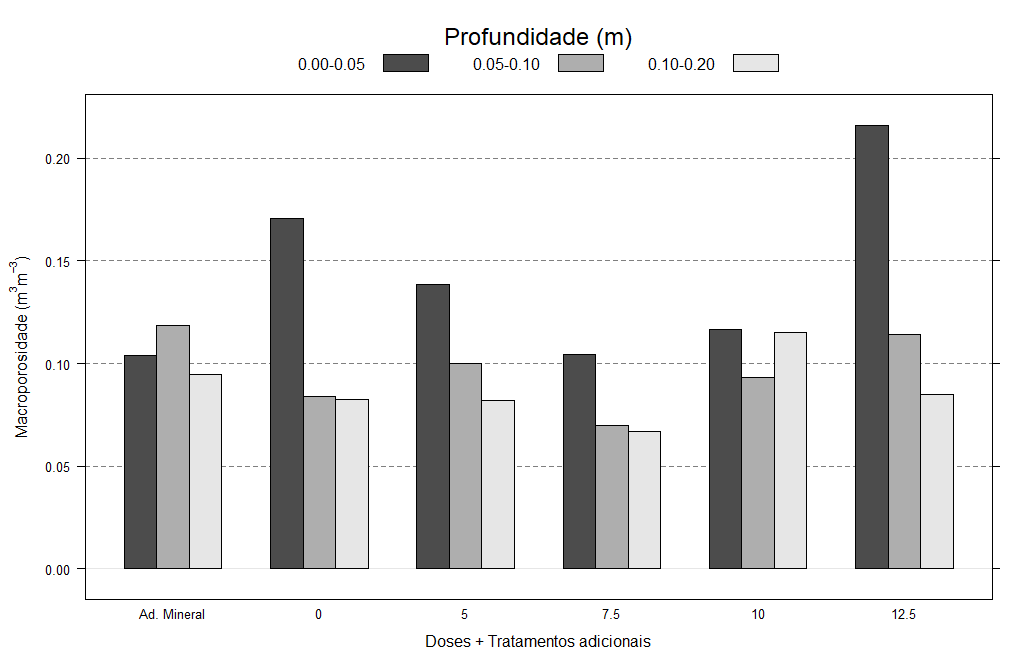 Profundidade (m)
0.00-0.05 0.05-0.10 0.10-0.20
Macroporosidade (m³ m⁻³)
0.20
0.15
0.10
0.05
0.00
Ad. Mineral 0 5 7.5 10 12.5
Doses + Tratamentos adicionais